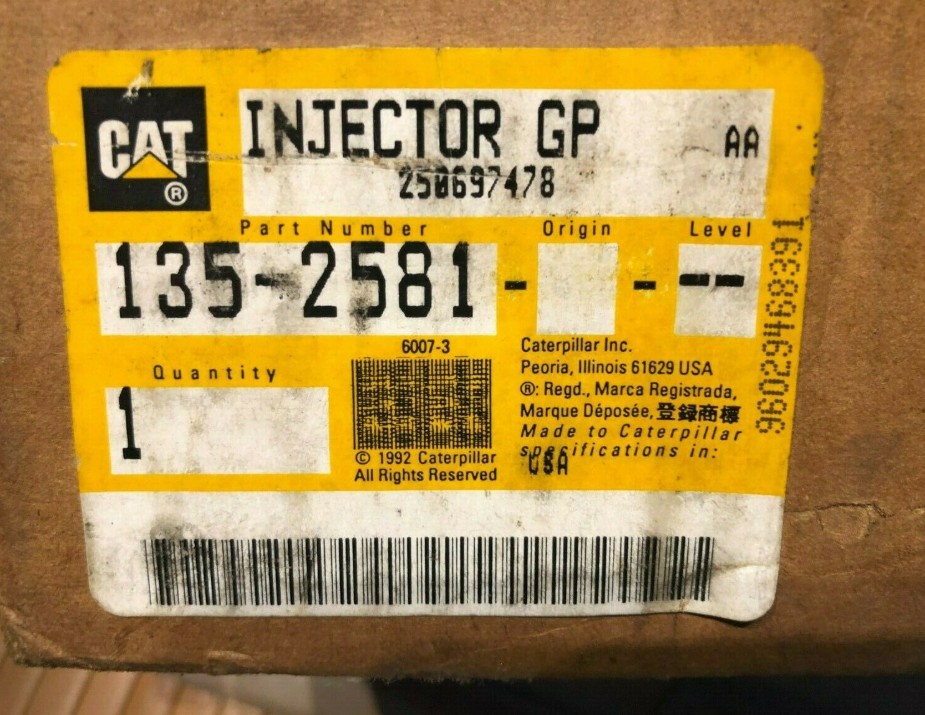 CAT
®
INJECTOR GP AA
250697478
Part Number Origin Level
135-2581- - --
Quantity
1
6007-3
© 1992 Caterpillar
All Rights Reserved
Caterpillar Inc.
Peoria, Illinois 61629 USA
®: Regd., Marca Registrada,
Marque Déposée, 登録商標
Made to Caterpillar
specifications in:
USA
96029468391